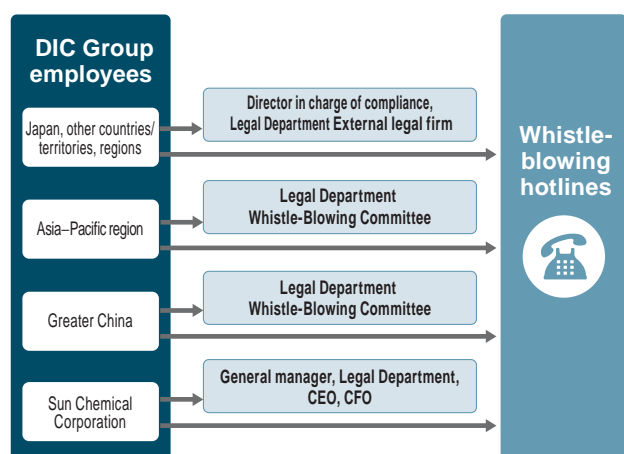 DIC Group
employees
Japan, other countries/
territories, regions
Director in charge of compliance,
Legal Department External legal firm
Asia–Pacific region
Legal Department
Whistle-Blowing Committee
Greater China
Legal Department
Whistle-Blowing Committee
Sun Chemical
Corporation
General manager, Legal Department,
CEO, CFO
Whistle-
blowing
hotlines